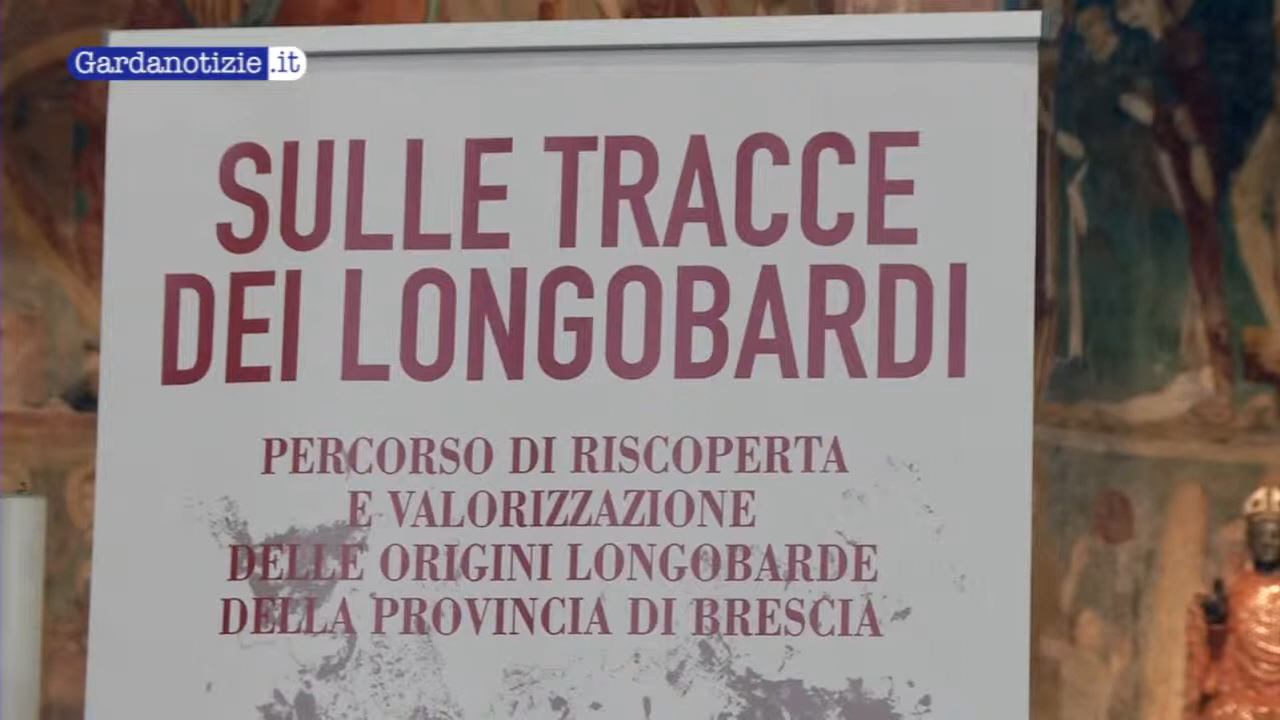 Gardanotizie.it
SULLE TRACCE
DEI LONGOBARDI
PERCORSO DI RISCOPERTA
E VALORIZZAZIONE
DELLE ORIGINI LONGOBARDE
DELLA PROVINCIA DI BRESCIA